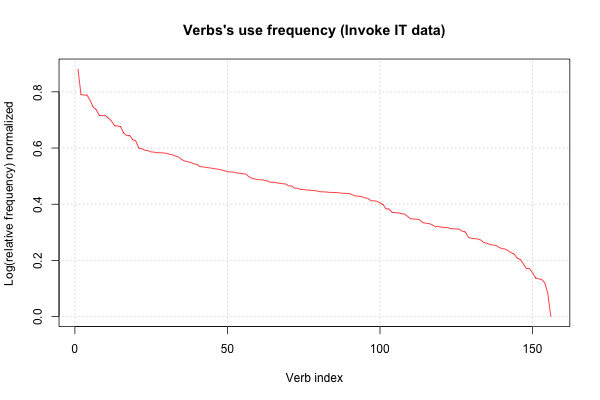 Verbs's use frequency (Invoke IT data)
Log(relative frequency) normalized
0.8
0.6
0.4
0.2
0.0
0 50 100 150
Verb index